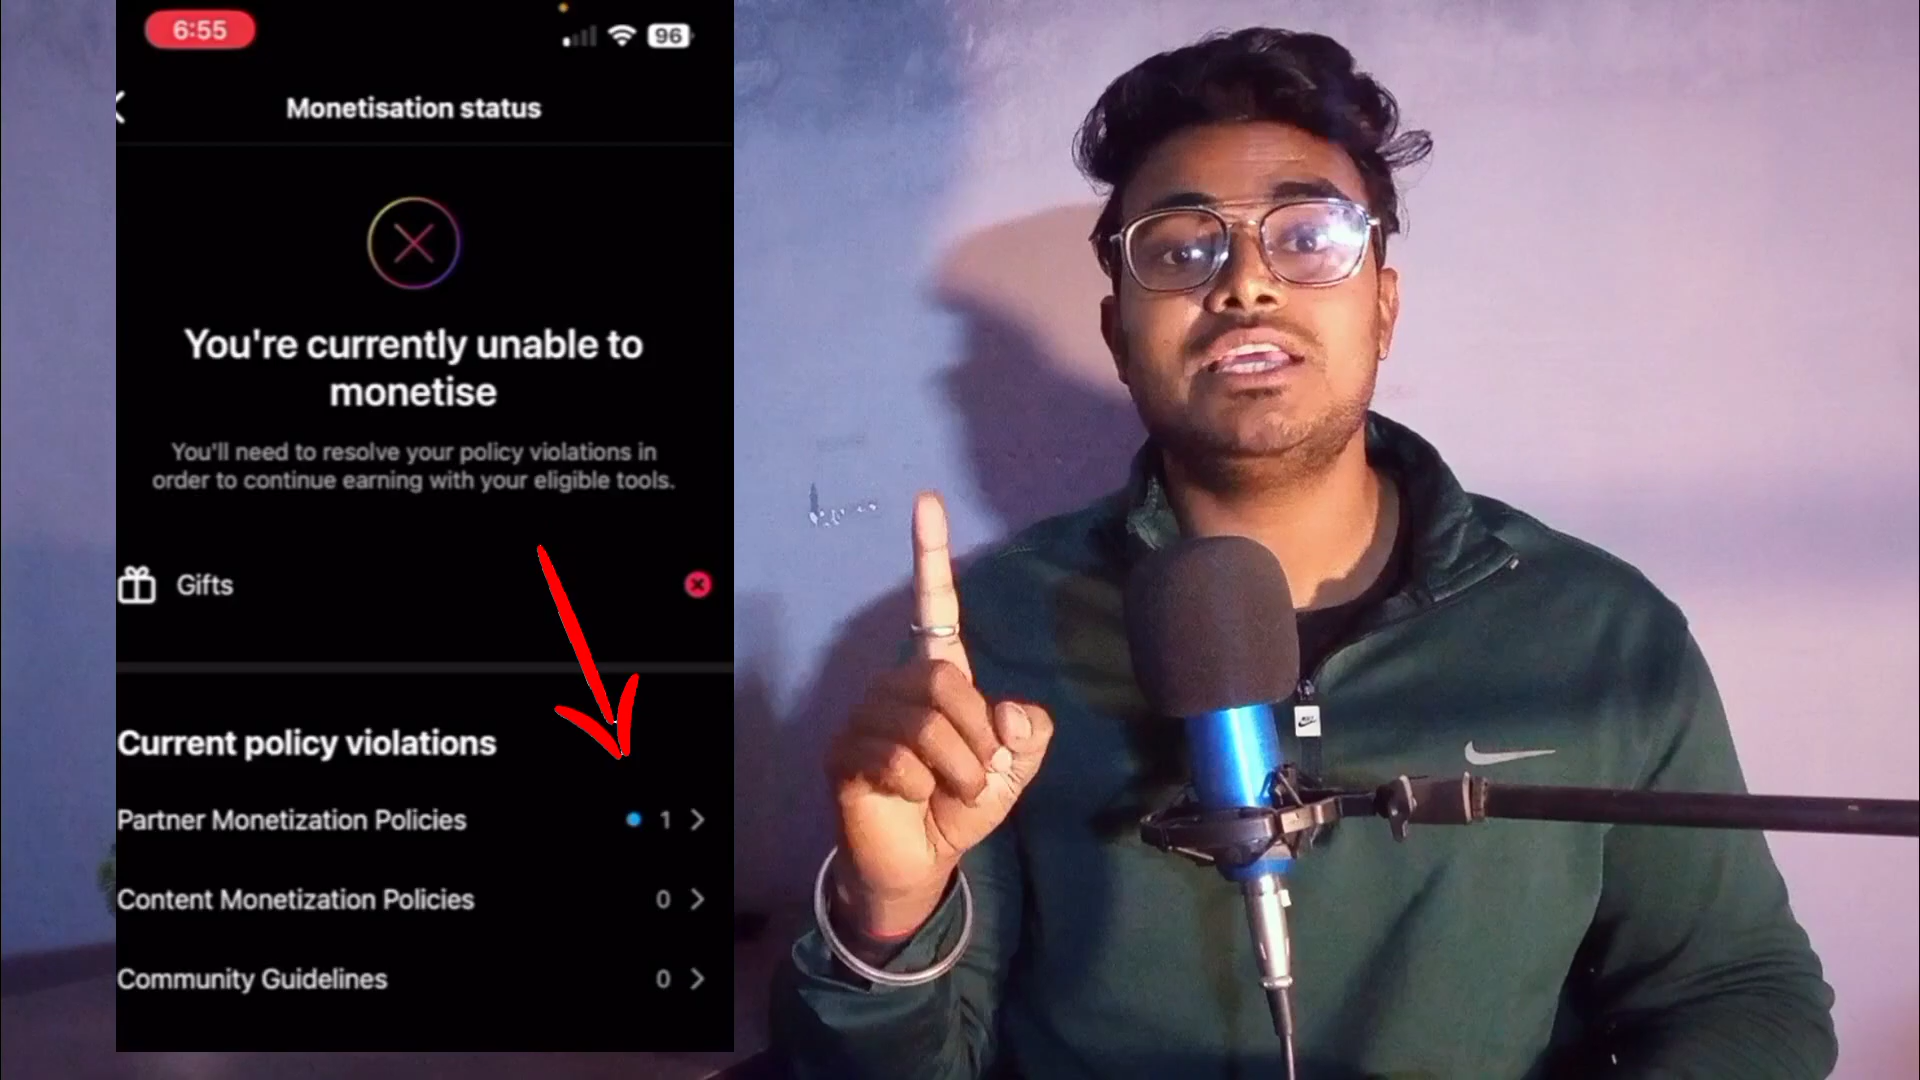 6:55
96
Monetisation status
You're currently unable to
monetise
You'll need to resolve your policy violations in
order to continue earning with your eligible tools.
Gifts
Current policy violations
Partner Monetization Policies 1
Content Monetization Policies 0
Community Guidelines 0